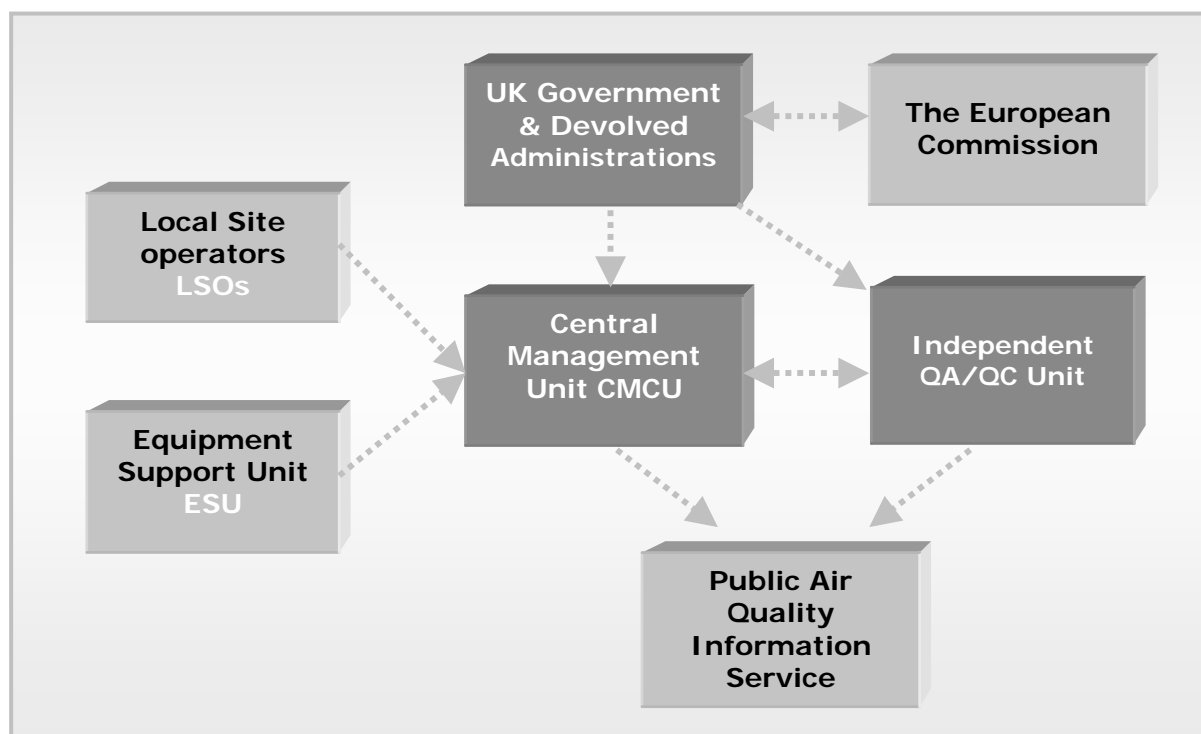 UK Government
& Devolved
Administrations
The European
Commission
Local Site
operators
LSOs
Central
Management
Unit CMCU
Independent
QA/QC Unit
Equipment
Support Unit
ESU
Public Air
Quality
Information
Service